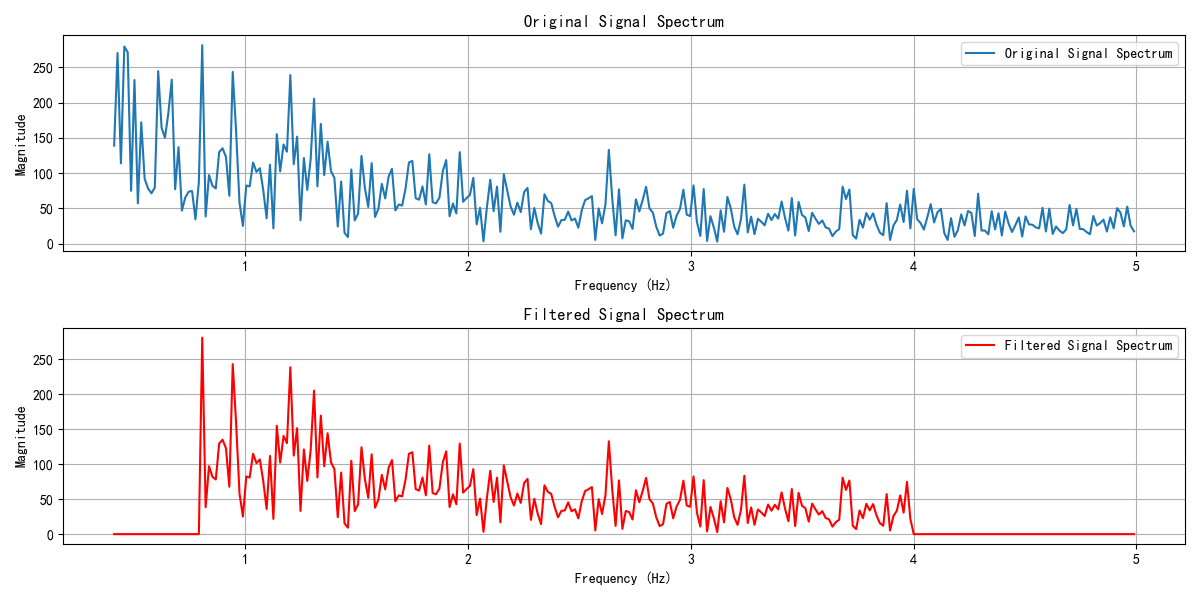 Original Signal Spectrum
Original Signal Spectrum
Magnitude
250
200
150
100
50
0
1
2
3
4
5
Frequency (Hz)
Filtered Signal Spectrum
Filtered Signal Spectrum
Magnitude
250
200
150
100
50
0
1
2
3
4
5
Frequency (Hz)